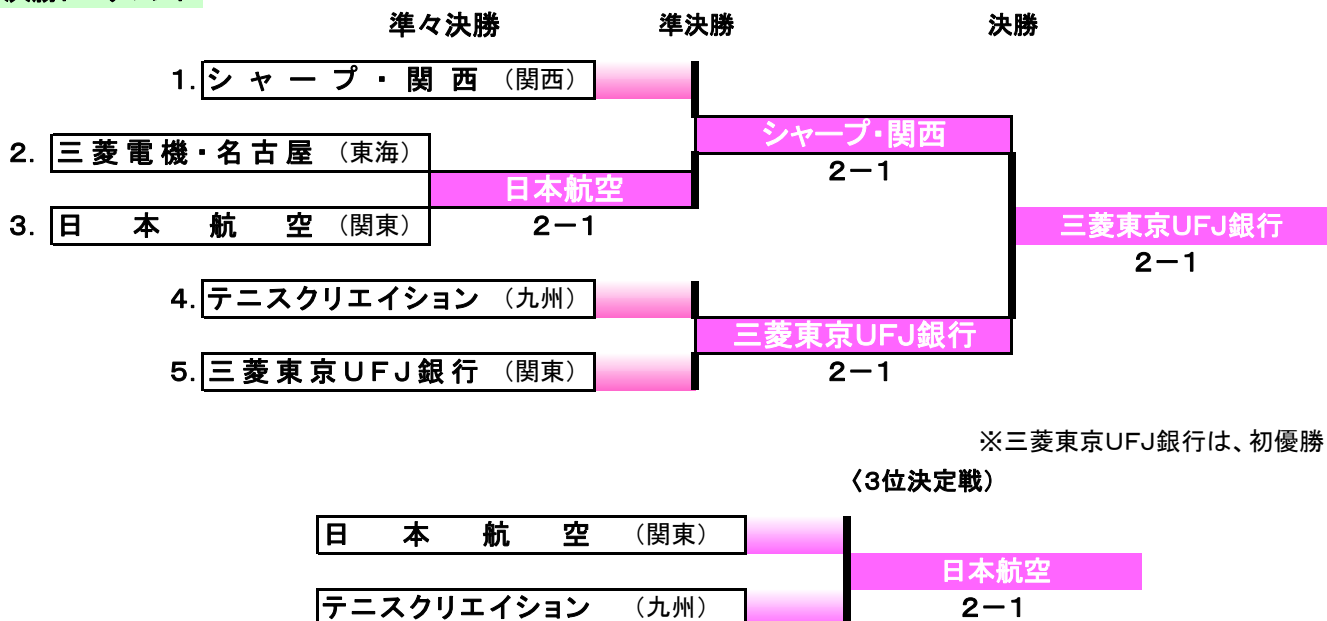 準々決勝 準決勝 決勝
1. シャープ・関西 (関西)
シャープ・関西
2. 三菱電機・名古屋 (東海)
2-1
日本航空
3. 日本航空 (関東)
2-1
三菱東京UFJ銀行
2-1
4. テニスクリエイション (九州)
三菱東京UFJ銀行
5. 三菱東京UFJ銀行 (関東)
2-1
※三菱東京UFJ銀行は、初優勝
〈3位決定戦)
日本航空 (関東)
日本航空
テニスクリエイション (九州)
2-1